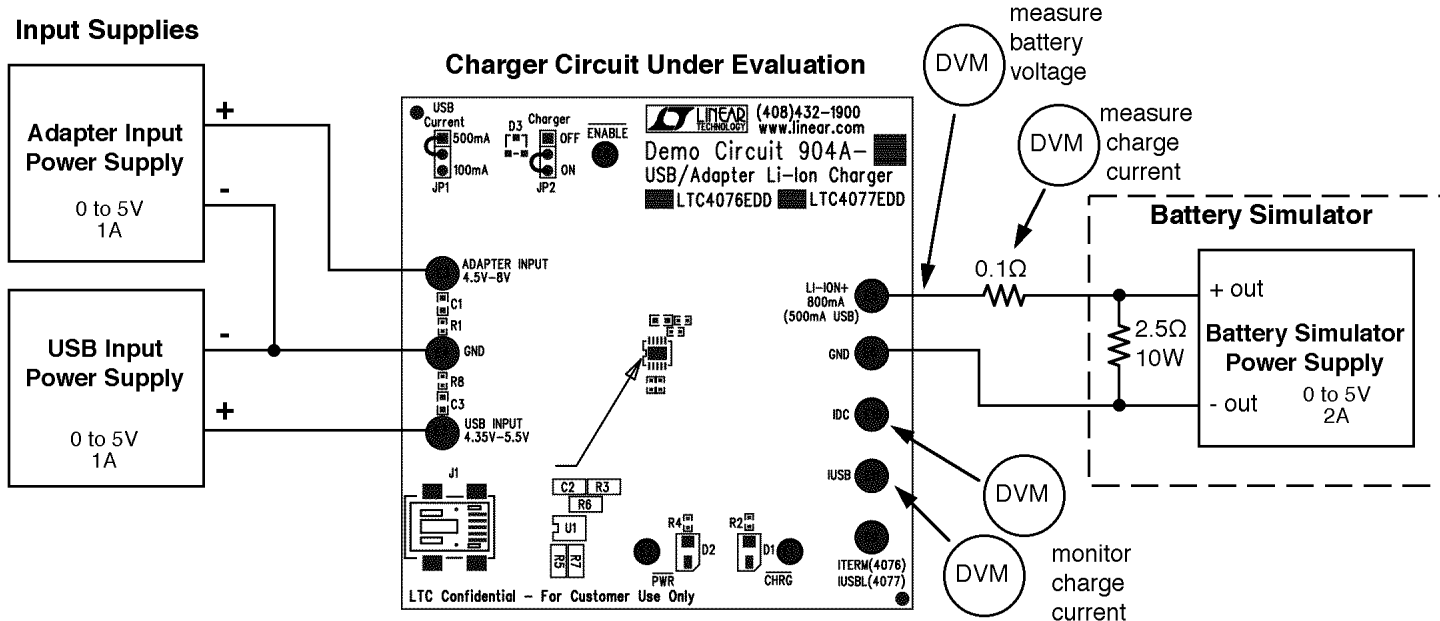 Input Supplies
Adapter Input
Power Supply
0 to 5V
1A
+
-
USB Input
Power Supply
0 to 5V
1A
-
+
Charger Circuit Under Evaluation
USB
Current
500mA
100mA
JP1
D3
Charger
OFF
ON
JP2
ENABLE
LINEAR
TECHNOLOGY
(408)432-1900
www.linear.com
Demo Circuit 904A-
USB/Adapter Li-Ion Charger
LTC4076EDD LTC4077EDD
ADAPTER INPUT
4.5V-8V
C1
R1
GND
R8
C3
USB INPUT
4.35V-5.5V
J1
C2 R3
R6
U1
R5 R7
R4
D2
PWR
R2
D1
CHRG
LI-ION+
800mA
(500mA USB)
GND
IDC
IUSB
ITERM(4076)
IUSBL(4077)
LTC Confidential - For Customer Use Only
DVM
measure
battery
voltage
DVM
measure
charge
current
0.1Ω
Battery Simulator
2.5Ω
10W
+ out
Battery Simulator
Power Supply
0 to 5V
2A
- out
DVM
DVM
monitor
charge
current